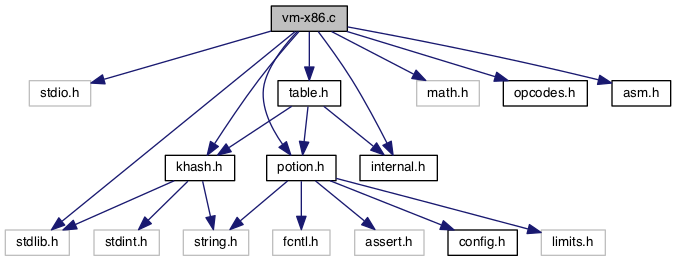 vm-x86.c
stdio.h
table.h
math.h
opcodes.h
asm.h
khash.h
potion.h
internal.h
stdlib.h
stdint.h
string.h
fcntl.h
assert.h
config.h
limits.h